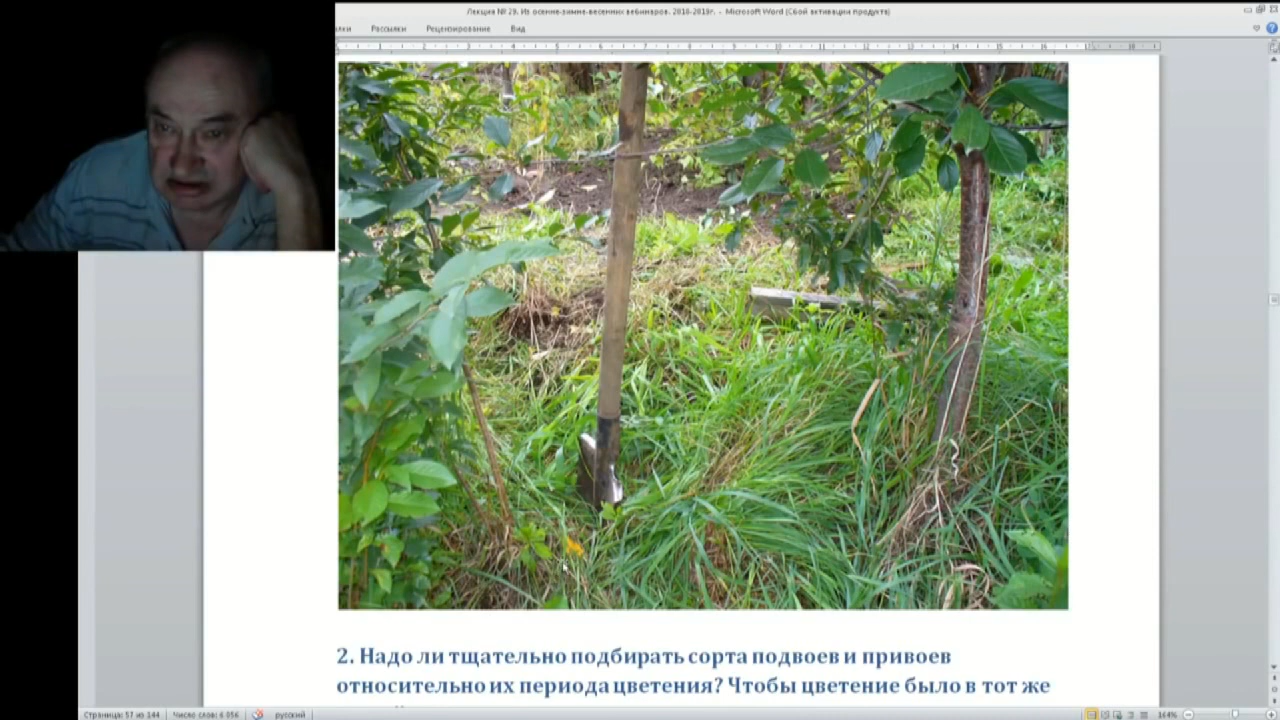 Лекция № 29. Из осенне-зимне-весенних вебинаров. 2018-2019г. - Microsoft Word (Сбой активации продукта)
Рассылки
Рецензирование
Вид
2. Надо ли тщательно подбирать сорта подвоев и привоев
относительно их периода цветения? Чтобы цветение было в тот же
Страница: 57 из 144
Число слов: 6 056
русский
164%